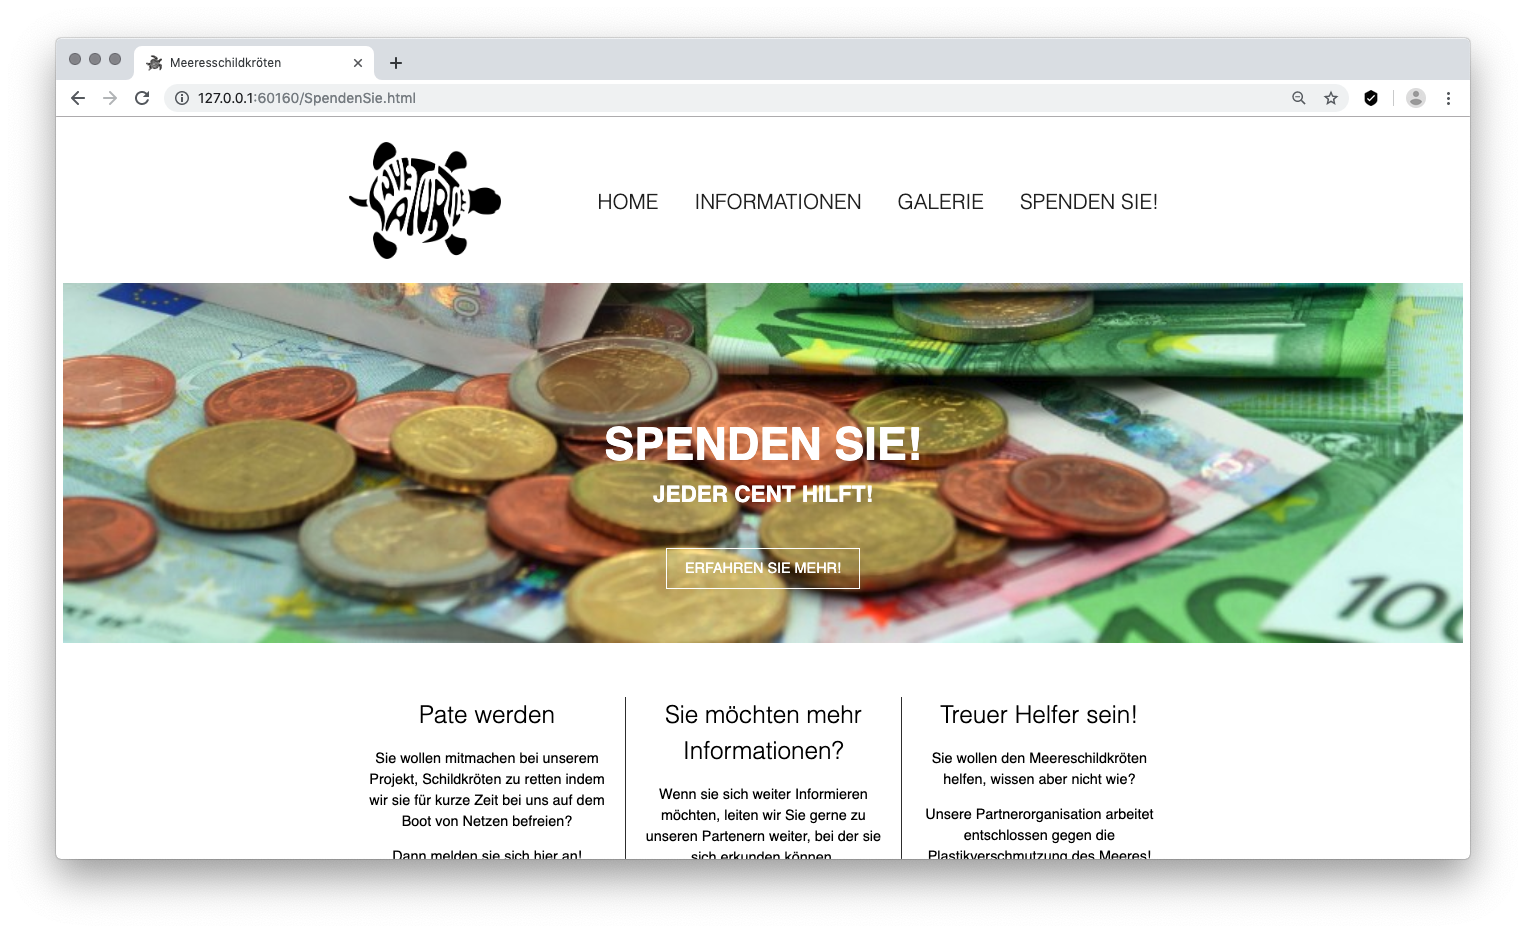 Meeresschildkröten
127.0.0.1:60160/SpendenSie.html
HOME INFORMATIONEN GALERIE SPENDEN SIE!
SPENDEN SIE!
JEDER CENT HILFT!
ERFAHREN SIE MEHR!
100
Pate werden
Sie wollen mitmachen bei unserem
Projekt, Schildkröten zu retten indem
wir sie für kurze Zeit bei uns auf dem
Boot von Netzen befreien?
Dann melden sie sich hier an!
Sie möchten mehr
Informationen?
Wenn sie sich weiter Informieren
möchten, leiten wir Sie gerne zu
unseren Partenern weiter, bei der sie
sich erkunden können
Treuer Helfer sein!
Sie wollen den Meereschildkröten
helfen, wissen aber nicht wie?
Unsere Partnerorganisation arbeitet
entschlossen gegen die
Plastikverschmutzung des Meeres!